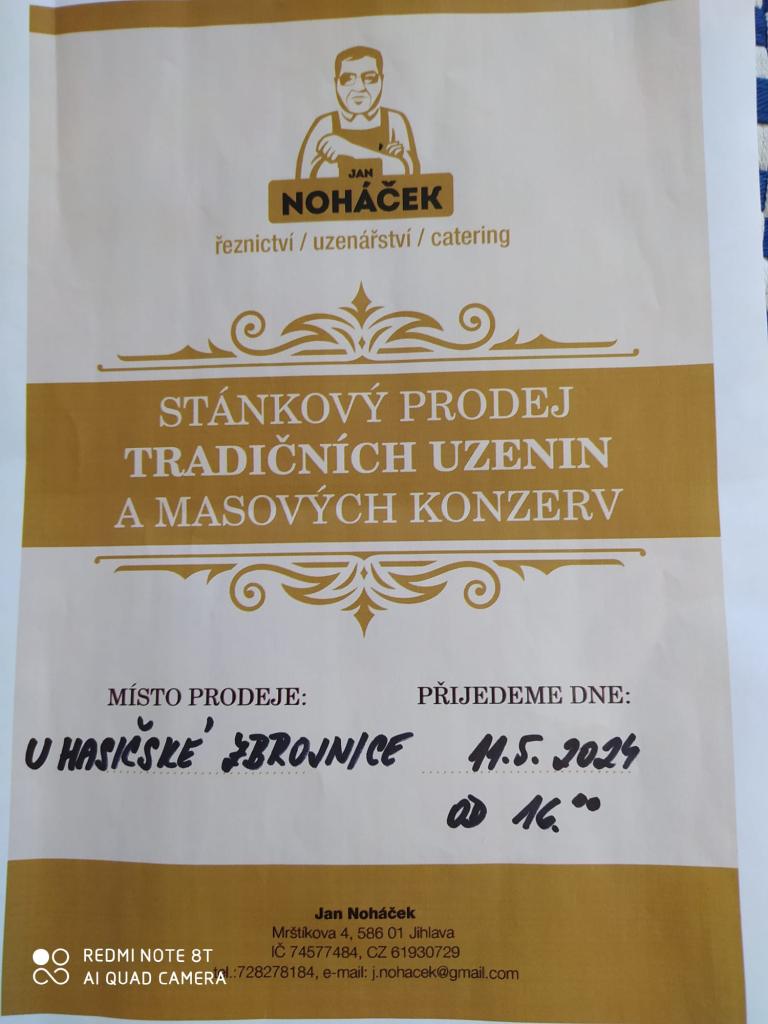 JAN
NOHÁČEK
řeznictví / uzenářství / catering
STÁNKOVÝ PRODEJ
TRADIČNÍCH UZENIN
A MASOVÝCH KONZERV
MÍSTO PRODEJE:
U HASIČSKÉ ZBROJNICE
PŘIJEDEME DNE:
11.5. 2024
OD 16.00
Jan Noháček
Mrštíkova 4, 586 01 Jihlava
IČ 74577484, CZ 61930729
tel.:728278184, e-mail: j.nohacek@gmail.com
REDMI NOTE 8T
AI QUAD CAMERA